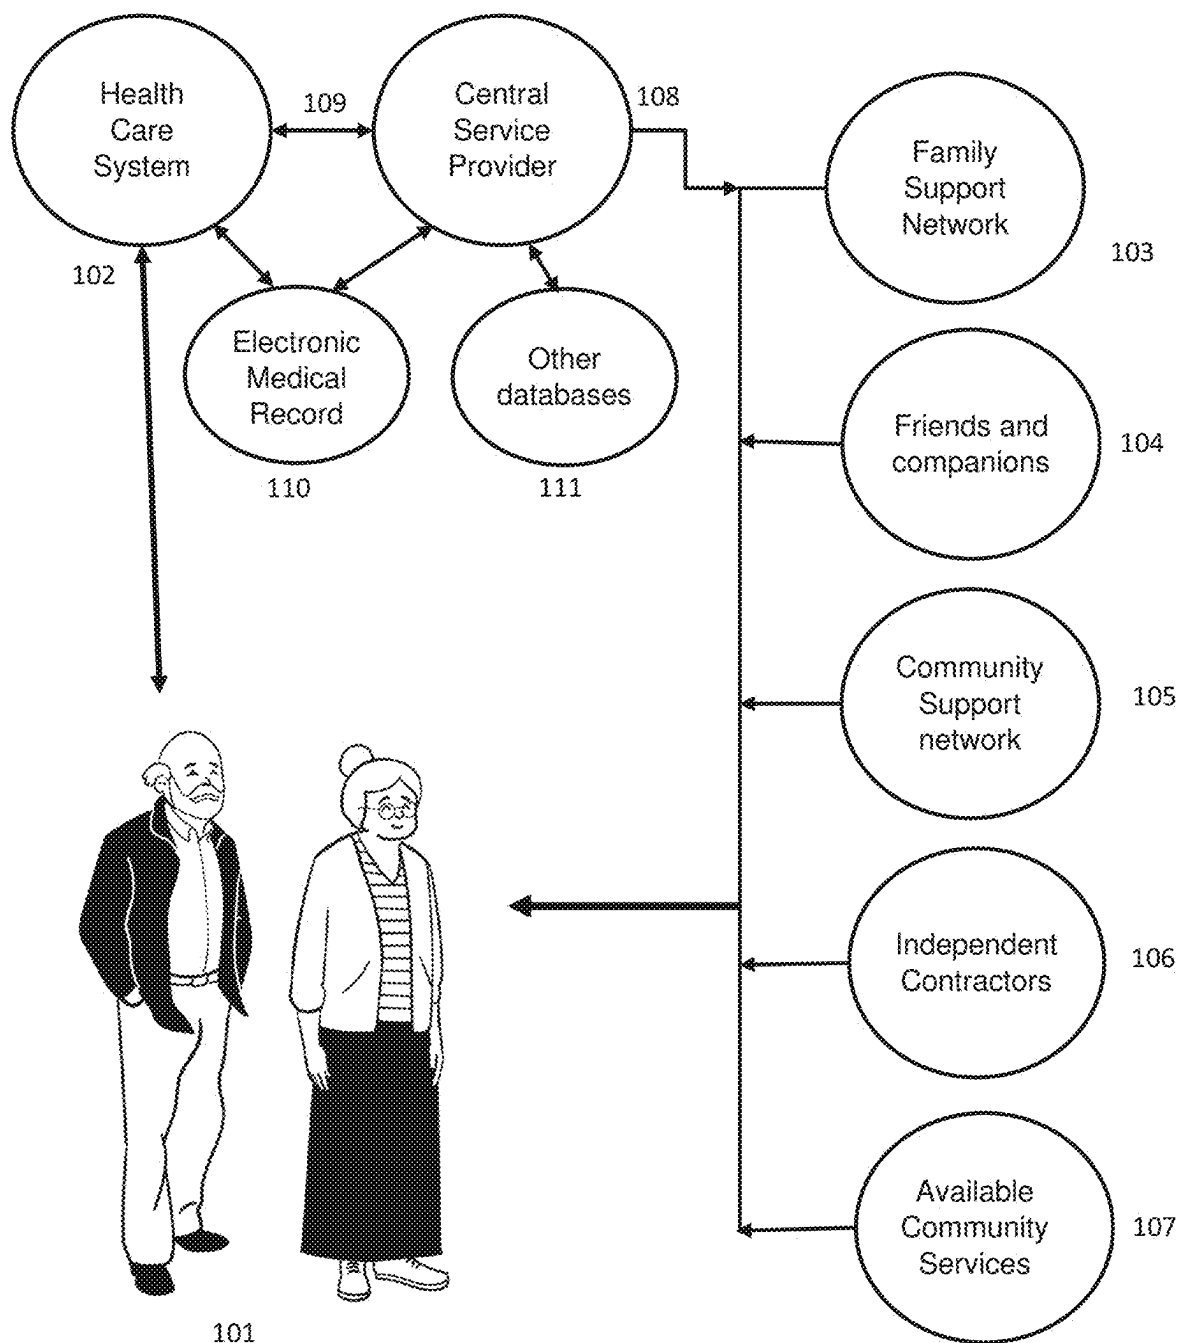 Health
Care
System
109
Central
Service
Provider
108
Family
Support
Network
103
102
Electronic
Medical
Record
110
Other
databases
111
Friends and
companions
104
Community
Support
network
105
Independent
Contractors
106
Available
Community
Services
107
101